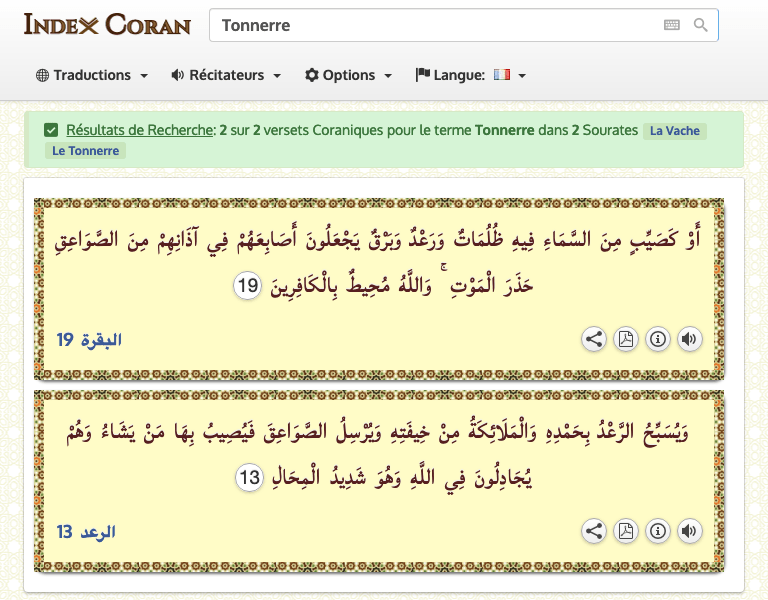 INDEX CORAN
Tonnerre
Traductions
Récitateurs
Options
Langue:
Résultats de Recherche: 2 sur 2 versets Coraniques pour le terme Tonnerre dans 2 Sourates La Vache
Le Tonnerre
أَوْ كَصَيِّبٍ مِنَ السَّمَاءِ فِيهِ ظُلُمَاتٌ وَرَعْدٌ وَبَرْقٌ يَجْعَلُونَ أَصَابِعَهُمْ فِي آذَانِهِمْ مِنَ الصَّوَاعِقِ
حَذَرَ الْمَوْتِ ۚ وَاللَّهُ مُحِيطٌ بِالْكَافِرِينَ 19
البقرة 19
وَيُسَبِّحُ الرَّعْدُ بِحَمْدِهِ وَالْمَلَائِكَةُ مِنْ خِيفَتِهِ وَيُرْسِلُ الصَّوَاعِقَ فَيُصِيبُ بِهَا مَنْ يَشَاءُ وَهُمْ
يُجَادِلُونَ فِي اللَّهِ وَهُوَ شَدِيدُ الْمِحَالِ 13
الرعد 13